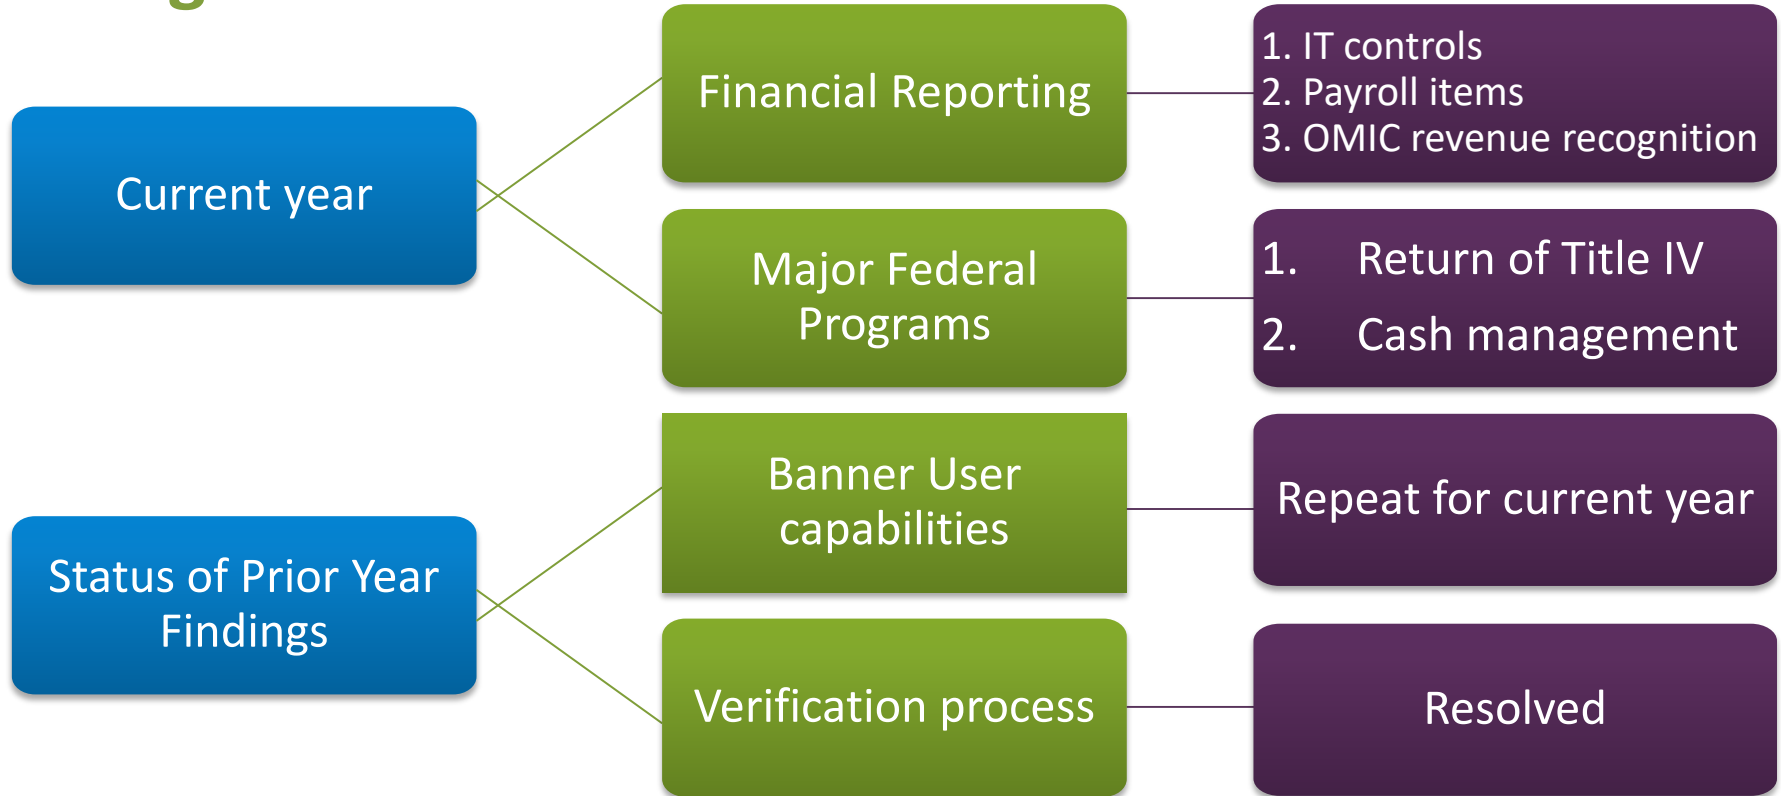 Current year
Financial Reporting
1. IT controls
2. Payroll items
3. OMIC revenue recognition
Major Federal
Programs
1. Return of Title IV
2. Cash management
Status of Prior Year
Findings
Banner User
capabilities
Repeat for current year
Verification process
Resolved